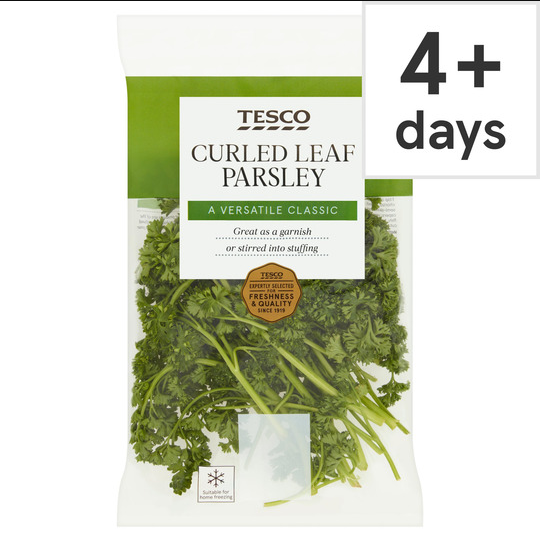 4+
days
TESCO
CURLED LEAF
PARSLEY
A VERSATILE CLASSIC
Great as a garnish
or stirred into stuffing
TESCO
EXPERTLY SELECTED
FOR
FRESHNESS
& QUALITY
SINCE 1919
Suitable for
home freezing